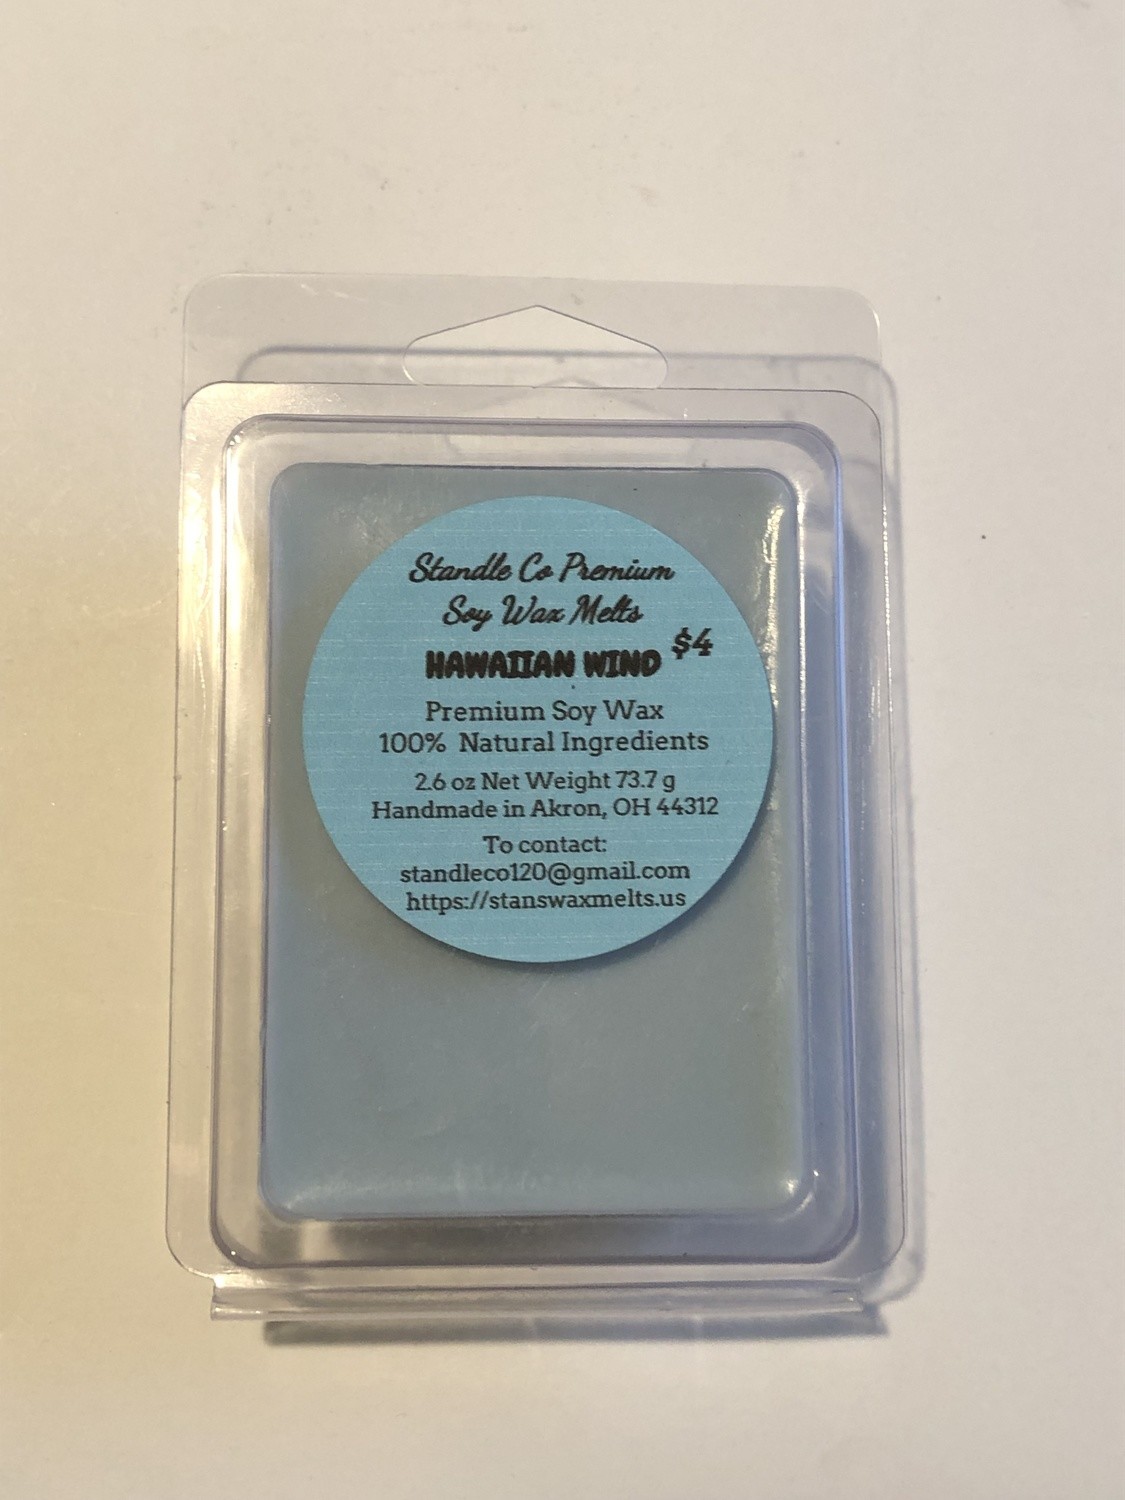 Standle Co Premium
Soy Wax Melts
$4
HAWAIIAN WIND
Premium Soy Wax
100% Natural Ingredients
2.6 oz Net Weight 73.7 g
Handmade in Akron, OH 44312
To contact:
standleco120@gmail.com
https://stanswaxmelts.us